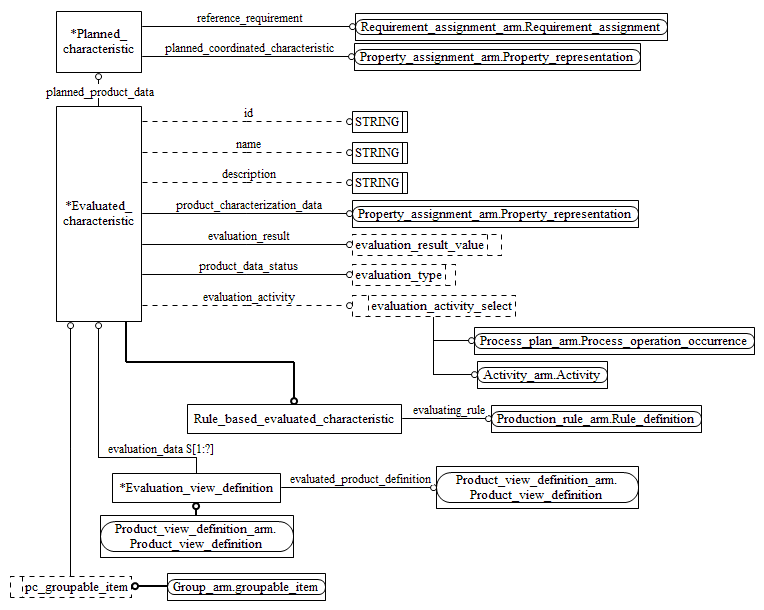 *Planned_
characteristic
reference_requirement
Requirement_assignment_arm.Requirement_assignment
planned_coordinated_characteristic
Property_assignment_arm.Property_representation
planned_product_data
*Evaluated_
characteristic
id
STRING
name
STRING
description
STRING
product_characterization_data
Property_assignment_arm.Property_representation
evaluation_result
evaluation_result_value
product_data_status
evaluation_type
evaluation_activity
evaluation_activity_select
Process_plan_arm.Process_operation_occurrence
Activity_arm.Activity
Rule_based_evaluated_characteristic
evaluating_rule
Production_rule_arm.Rule_definition
evaluation_data S[1:?]
*Evaluation_view_definition
evaluated_product_definition
Product_view_definition_arm.
Product_view_definition
Product_view_definition_arm.
Product_view_definition
pc_groupable_item
Group_arm.groupable_item